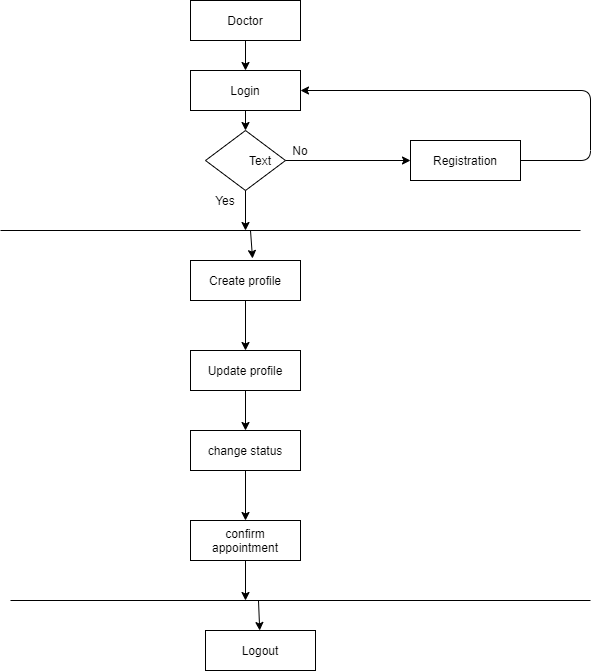 Doctor
Login
No
Text
Registration
Yes
Create profile
Update profile
change status
confirm
appointment
Logout